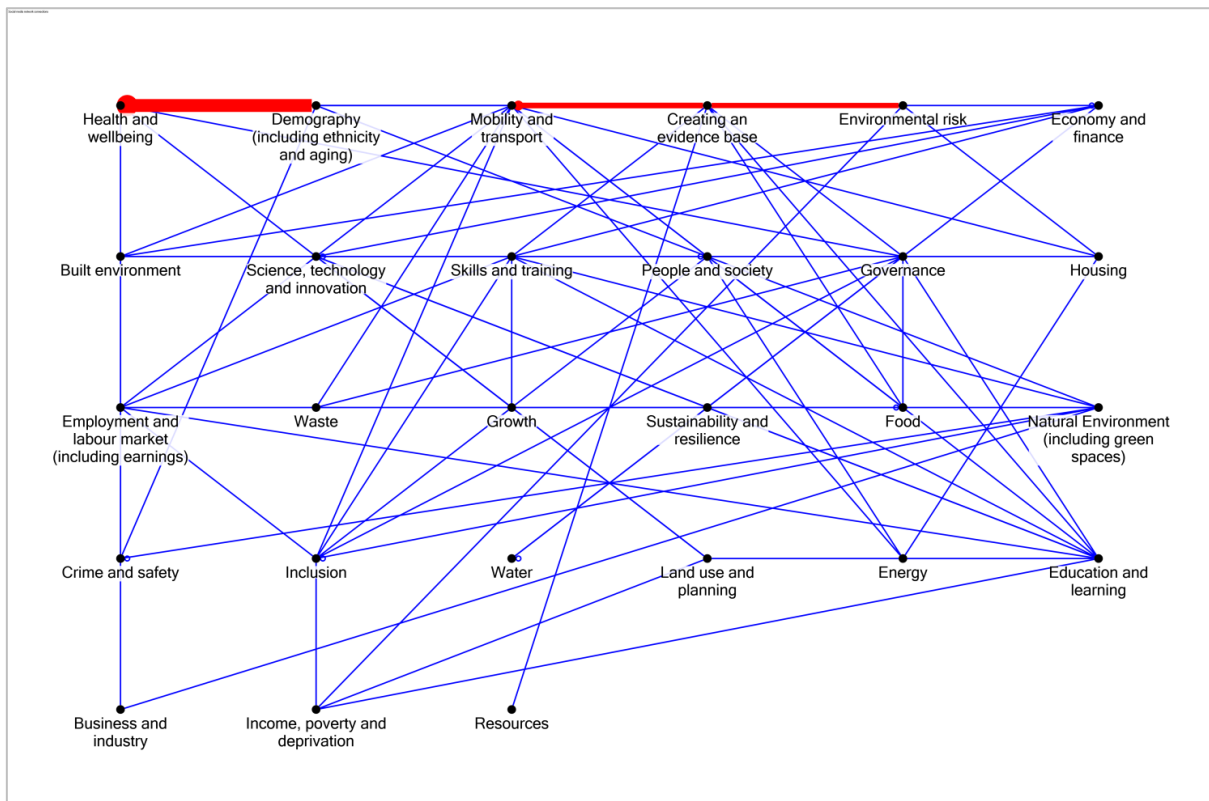 Health and
wellbeing
Demography
(including ethnicity
and aging)
Mobility and
transport
Creating an
evidence base
Environmental risk
Economy and
finance
Built environment
Science, technology
and innovation
Skills and training
People and society
Governance
Housing
Employment and
labour market
(including earnings)
Waste
Growth
Sustainability and
resilience
Food
Natural Environment
(including green
spaces)
Crime and safety
Inclusion
Water
Land use and
planning
Energy
Education and
learning
Business and
industry
Income, poverty and
deprivation
Resources